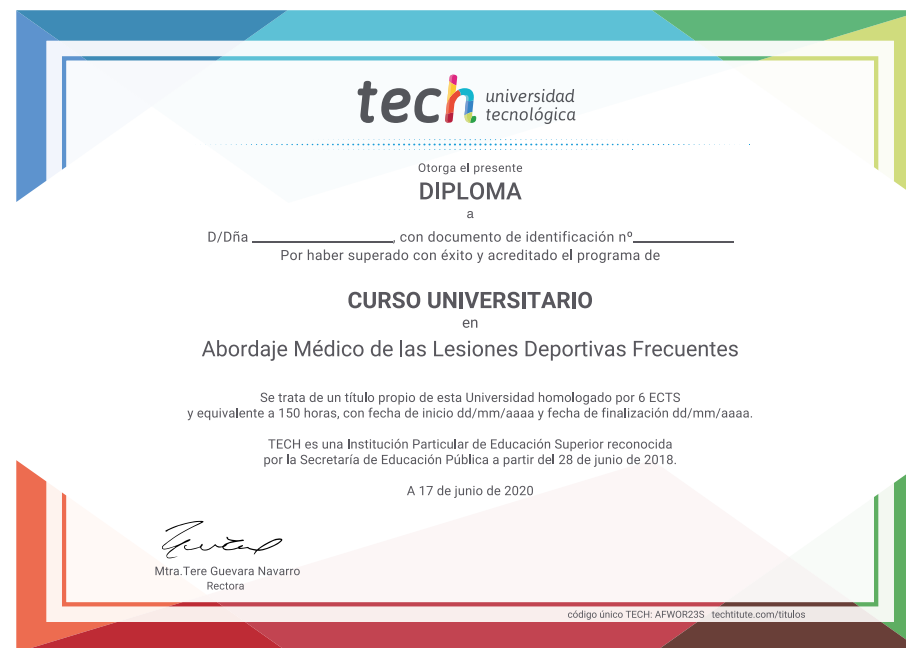 tech universidad
tecnológica
Otorga el presente
DIPLOMA
a
D/Dña ____________________, con documento de identificación nº______________
Por haber superado con éxito y acreditado el programa de
CURSO UNIVERSITARIO
en
Abordaje Médico de las Lesiones Deportivas Frecuentes
Se trata de un título propio de esta Universidad homologado por 6 ECTS
y equivalente a 150 horas, con fecha de inicio dd/mm/aaaa y fecha de finalización dd/mm/aaaa.
TECH es una Institución Particular de Educación Superior reconocida
por la Secretaría de Educación Pública a partir del 28 de junio de 2018.
A 17 de junio de 2020
Mtra.Tere Guevara Navarro
Rectora
código único TECH: AFWOR23S techtitute.com/titulos